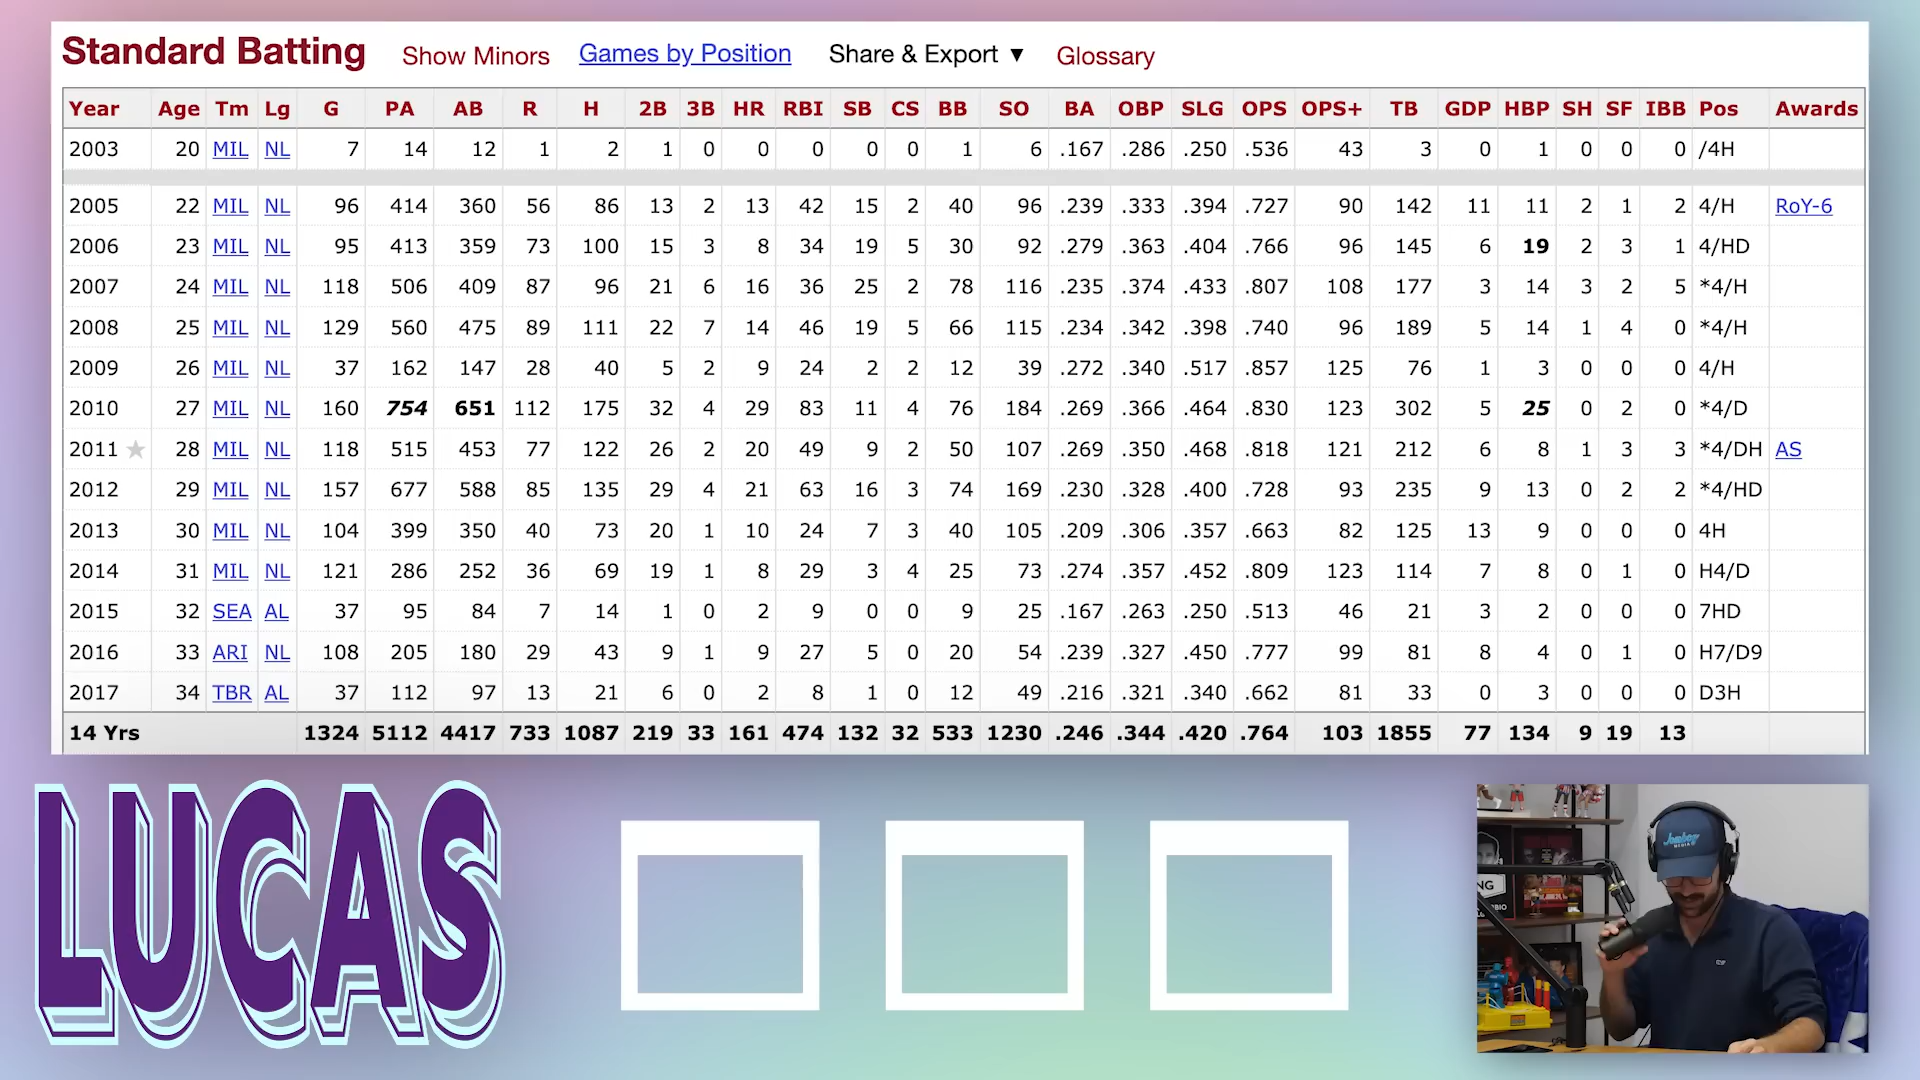 Standard Batting Show Minors Games by Position Share & Export ▼ Glossary
Year Age Tm Lg G PA AB R H 2B 3B HR RBI SB CS BB SO BA OBP SLG OPS OPS+ TB GDP HBP SH SF IBB Pos Awards
2003 20 MIL NL 7 14 12 1 2 1 0 0 0 0 0 1 6 .167 .286 .250 .536 43 3 0 1 0 0 0 /4H
2005 22 MIL NL 96 414 360 56 86 13 2 13 42 15 2 40 96 .239 .333 .394 .727 90 142 11 11 2 1 2 4/H RoY-6
2006 23 MIL NL 95 413 359 73 100 15 3 8 34 19 5 30 92 .279 .363 .404 .766 96 145 6 19 2 3 1 4/HD
2007 24 MIL NL 118 506 409 87 96 21 6 16 36 25 2 78 116 .235 .374 .433 .807 108 177 3 14 3 2 5 *4/H
2008 25 MIL NL 129 560 475 89 111 22 7 14 46 19 5 66 115 .234 .342 .398 .740 96 189 5 14 1 4 0 *4/H
2009 26 MIL NL 37 162 147 28 40 5 2 9 24 2 2 12 39 .272 .340 .517 .857 125 76 1 3 0 0 0 4/H
2010 27 MIL NL 160 754 651 112 175 32 4 29 83 11 4 76 184 .269 .366 .464 .830 123 302 5 25 0 2 0 *4/D
2011 ★ 28 MIL NL 118 515 453 77 122 26 2 20 49 9 2 50 107 .269 .350 .468 .818 121 212 6 8 1 3 3 *4/DH AS
2012 29 MIL NL 157 677 588 85 135 29 4 21 63 16 3 74 169 .230 .328 .400 .728 93 235 9 13 0 2 2 *4/HD
2013 30 MIL NL 104 399 350 40 73 20 1 10 24 7 3 40 105 .209 .306 .357 .663 82 125 13 9 0 0 0 4H
2014 31 MIL NL 121 286 252 36 69 19 1 8 29 3 4 25 73 .274 .357 .452 .809 123 114 7 8 0 1 0 H4/D
2015 32 SEA AL 37 95 84 7 14 1 0 2 9 0 0 9 25 .167 .263 .250 .513 46 21 3 2 0 0 0 7HD
2016 33 ARI NL 108 205 180 29 43 9 1 9 27 5 0 20 54 .239 .327 .450 .777 99 81 8 4 0 1 0 H7/D9
2017 34 TBR AL 37 112 97 13 21 6 0 2 8 1 0 12 49 .216 .321 .340 .662 81 33 0 3 0 0 0 D3H
14 Yrs 1324 5112 4417 733 1087 219 33 161 474 132 32 533 1230 .246 .344 .420 .764 103 1855 77 134 9 19 13
LUCAS
Jomboy
MEDIA